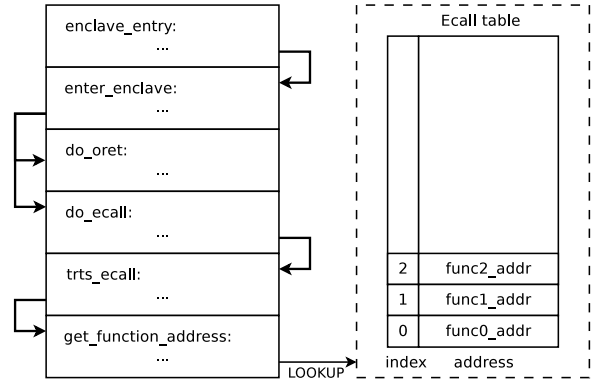 enclave_entry:
...
enter_enclave:
...
do_oret:
...
do_ecall:
...
trts_ecall:
...
get_function_address:
...
LOOKUP
Ecall table
2 func2_addr
1 func1_addr
0 func0_addr
index address